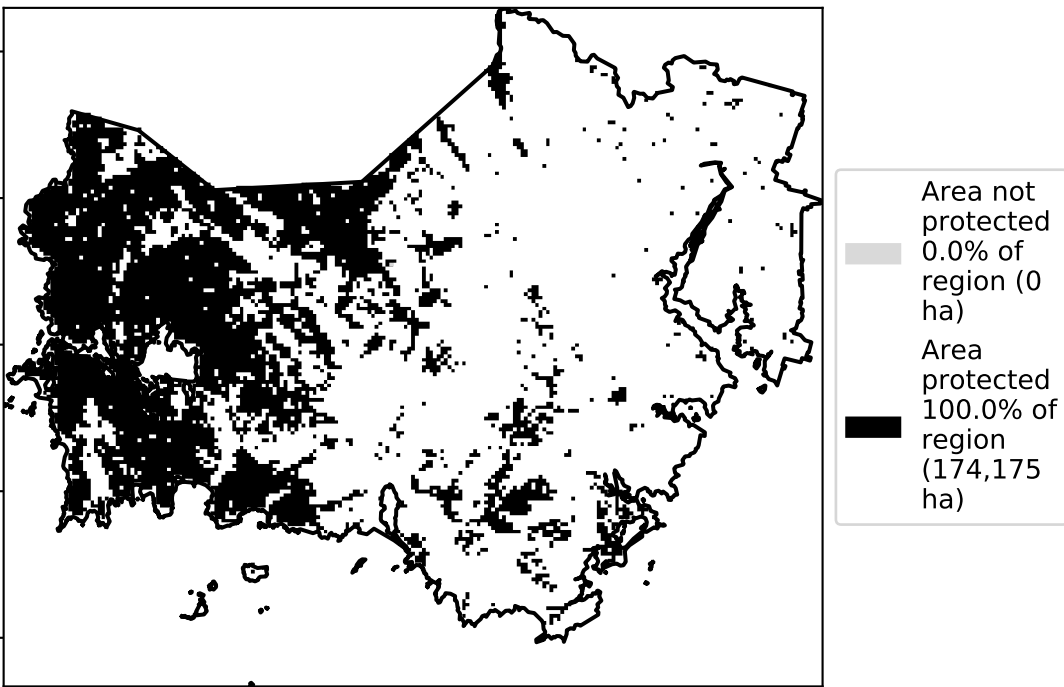 Area not
protected
0.0% of
region (0
ha)
Area
protected
100.0% of
region
(174,175
ha)